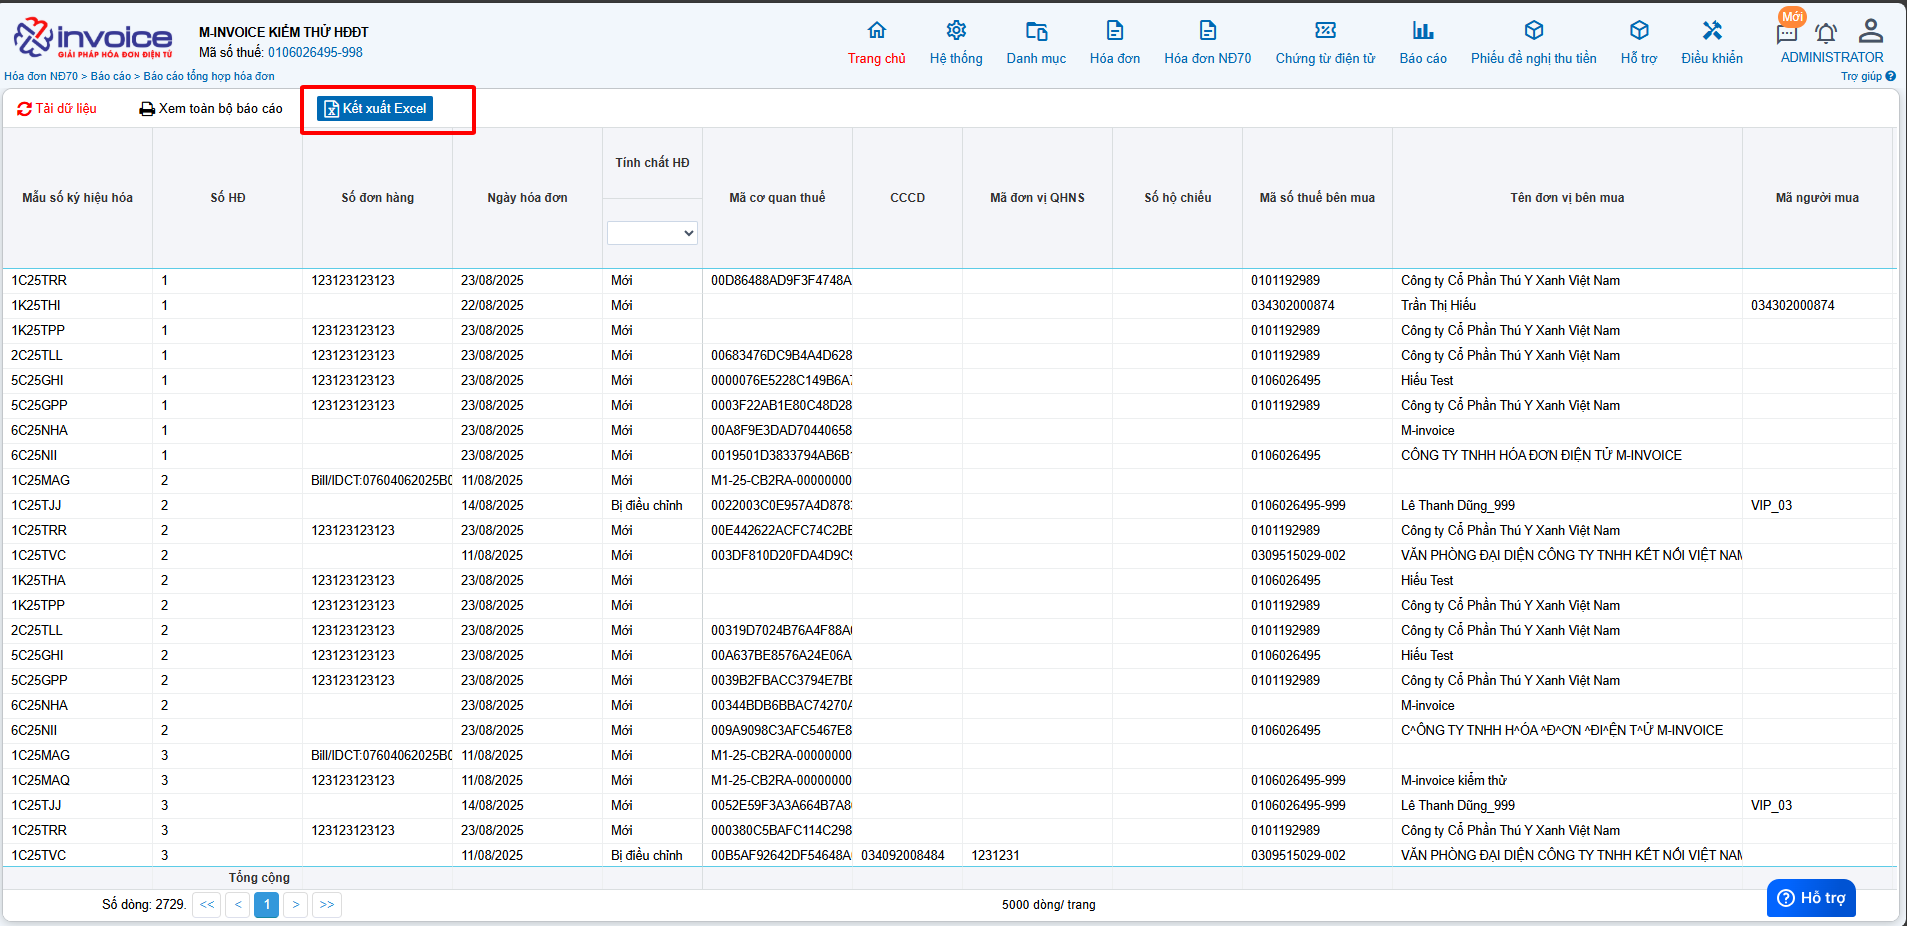 invoice
GIẢI PHÁP HÓA ĐƠN ĐIỆN TỬ
M-INVOICE KIỂM THỬ HĐĐT
Mã số thuế: 0106026495-998
Trang chủ
Hệ thống
Danh mục
Hóa đơn
Hóa đơn NĐ70
Chứng từ điện tử
Báo cáo
Phiếu đề nghị thu tiền
Hỗ trợ
Điều khiển
Mới
ADMINISTRATOR
Hóa đơn NĐ70 > Báo cáo > Báo cáo tổng hợp hóa đơn
Trợ giúp
Tải dữ liệu
Xem toàn bộ báo cáo
Kết xuất Excel
Mẫu số ký hiệu hóa Số HĐ Số đơn hàng Ngày hóa đơn Tính chất HĐ Mã cơ quan thuế CCCD Mã đơn vị QHNS Số hộ chiếu Mã số thuế bên mua Tên đơn vị bên mua Mã người mua
1C25TRR 1 123123123123 23/08/2025 Mới 00D86488AD9F3F4748A 0101192989 Công ty Cổ Phần Thú Y Xanh Việt Nam
1K25THI 1 22/08/2025 Mới 034302000874 Trần Thị Hiếu 034302000874
1K25TPP 1 123123123123 23/08/2025 Mới 0101192989 Công ty Cổ Phần Thú Y Xanh Việt Nam
2C25TLL 1 123123123123 23/08/2025 Mới 00683476DC9B4A4D628 0101192989 Công ty Cổ Phần Thú Y Xanh Việt Nam
5C25GHI 1 123123123123 23/08/2025 Mới 0000076E5228C149B6A7 0106026495 Hiếu Test
5C25GPP 1 123123123123 23/08/2025 Mới 0003F22AB1E80C48D28 0101192989 Công ty Cổ Phần Thú Y Xanh Việt Nam
6C25NHA 1 23/08/2025 Mới 00A8F9E3DAD70440658 M-invoice
6C25NII 1 23/08/2025 Mới 0019501D3833794AB6B1 0106026495 CÔNG TY TNHH HÓA ĐƠN ĐIỆN TỬ M-INVOICE
1C25MAG 2 Bill/IDCT:07604062025B0 11/08/2025 Mới M1-25-CB2RA-00000000
1C25TJJ 2 14/08/2025 Bị điều chỉnh 0022003C0E957A4D878 0106026495-999 Lê Thanh Dũng_999 VIP_03
1C25TRR 2 123123123123 23/08/2025 Mới 00E442622ACFC74C2BE 0101192989 Công ty Cổ Phần Thú Y Xanh Việt Nam
1C25TVC 2 11/08/2025 Mới 003DF810D20FDA4D9C9 0309515029-002 VĂN PHÒNG ĐẠI DIỆN CÔNG TY TNHH KẾT NỐI VIỆT NAM
1K25THA 2 123123123123 23/08/2025 Mới 0106026495 Hiếu Test
1K25TPP 2 123123123123 23/08/2025 Mới 0101192989 Công ty Cổ Phần Thú Y Xanh Việt Nam
2C25TLL 2 123123123123 23/08/2025 Mới 00319D7024B76A4F88A 0101192989 Công ty Cổ Phần Thú Y Xanh Việt Nam
5C25GHI 2 123123123123 23/08/2025 Mới 00A637BE8576A24E06A 0106026495 Hiếu Test
5C25GPP 2 123123123123 23/08/2025 Mới 0039B2FBACC3794E7BE 0101192989 Công ty Cổ Phần Thú Y Xanh Việt Nam
6C25NHA 2 23/08/2025 Mới 00344BDB6BBAC74270A M-invoice
6C25NII 2 23/08/2025 Mới 009A9098C3AFC5467E8 0106026495 C^ÔNG TY TNHH H^ÓA ^Đ^ƠN ^ĐI^ỆN T^Ử M-INVOICE
1C25MAG 3 Bill/IDCT:07604062025B0 11/08/2025 Mới M1-25-CB2RA-00000000
1C25MAQ 3 123123123123 11/08/2025 Mới M1-25-CB2RA-00000000 0106026495-999 M-invoice kiểm thử
1C25TJJ 3 14/08/2025 Mới 0052E59F3A3A664B7A8 0106026495-999 Lê Thanh Dũng_999 VIP_03
1C25TRR 3 123123123123 23/08/2025 Mới 000380C5BAFC114C298 0101192989 Công ty Cổ Phần Thú Y Xanh Việt Nam
1C25TVC 3 11/08/2025 Bị điều chỉnh 00B5AF92642DF54648A 034092008484 1231231 0309515029-002 VĂN PHÒNG ĐẠI DIỆN CÔNG TY TNHH KẾT NỐI VIỆT NAM
Tổng cộng
Số dòng: 2729. << < 1 > >> 5000 dòng/ trang
Hỗ trợ